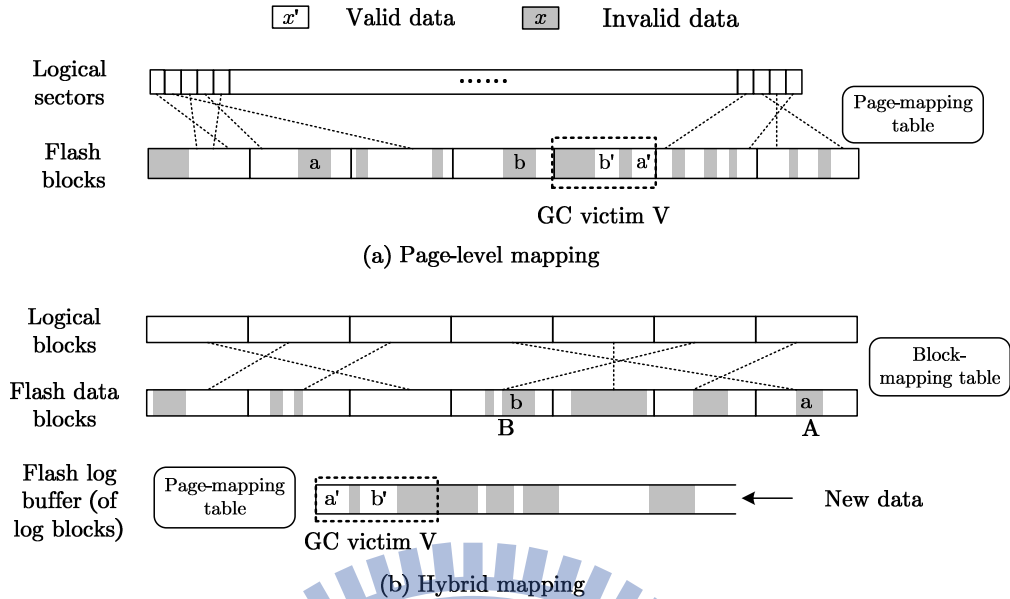 x' Valid data x Invalid data
Logical
sectors
......
Page-mapping
table
Flash
blocks
a b b' a'
GC victim V
(a) Page-level mapping
Logical
blocks
Block-
mapping table
Flash data
blocks
b a
B A
Flash log
buffer (of
log blocks)
Page-mapping
table
a' b'
New data
GC victim V
(b) Hybrid mapping